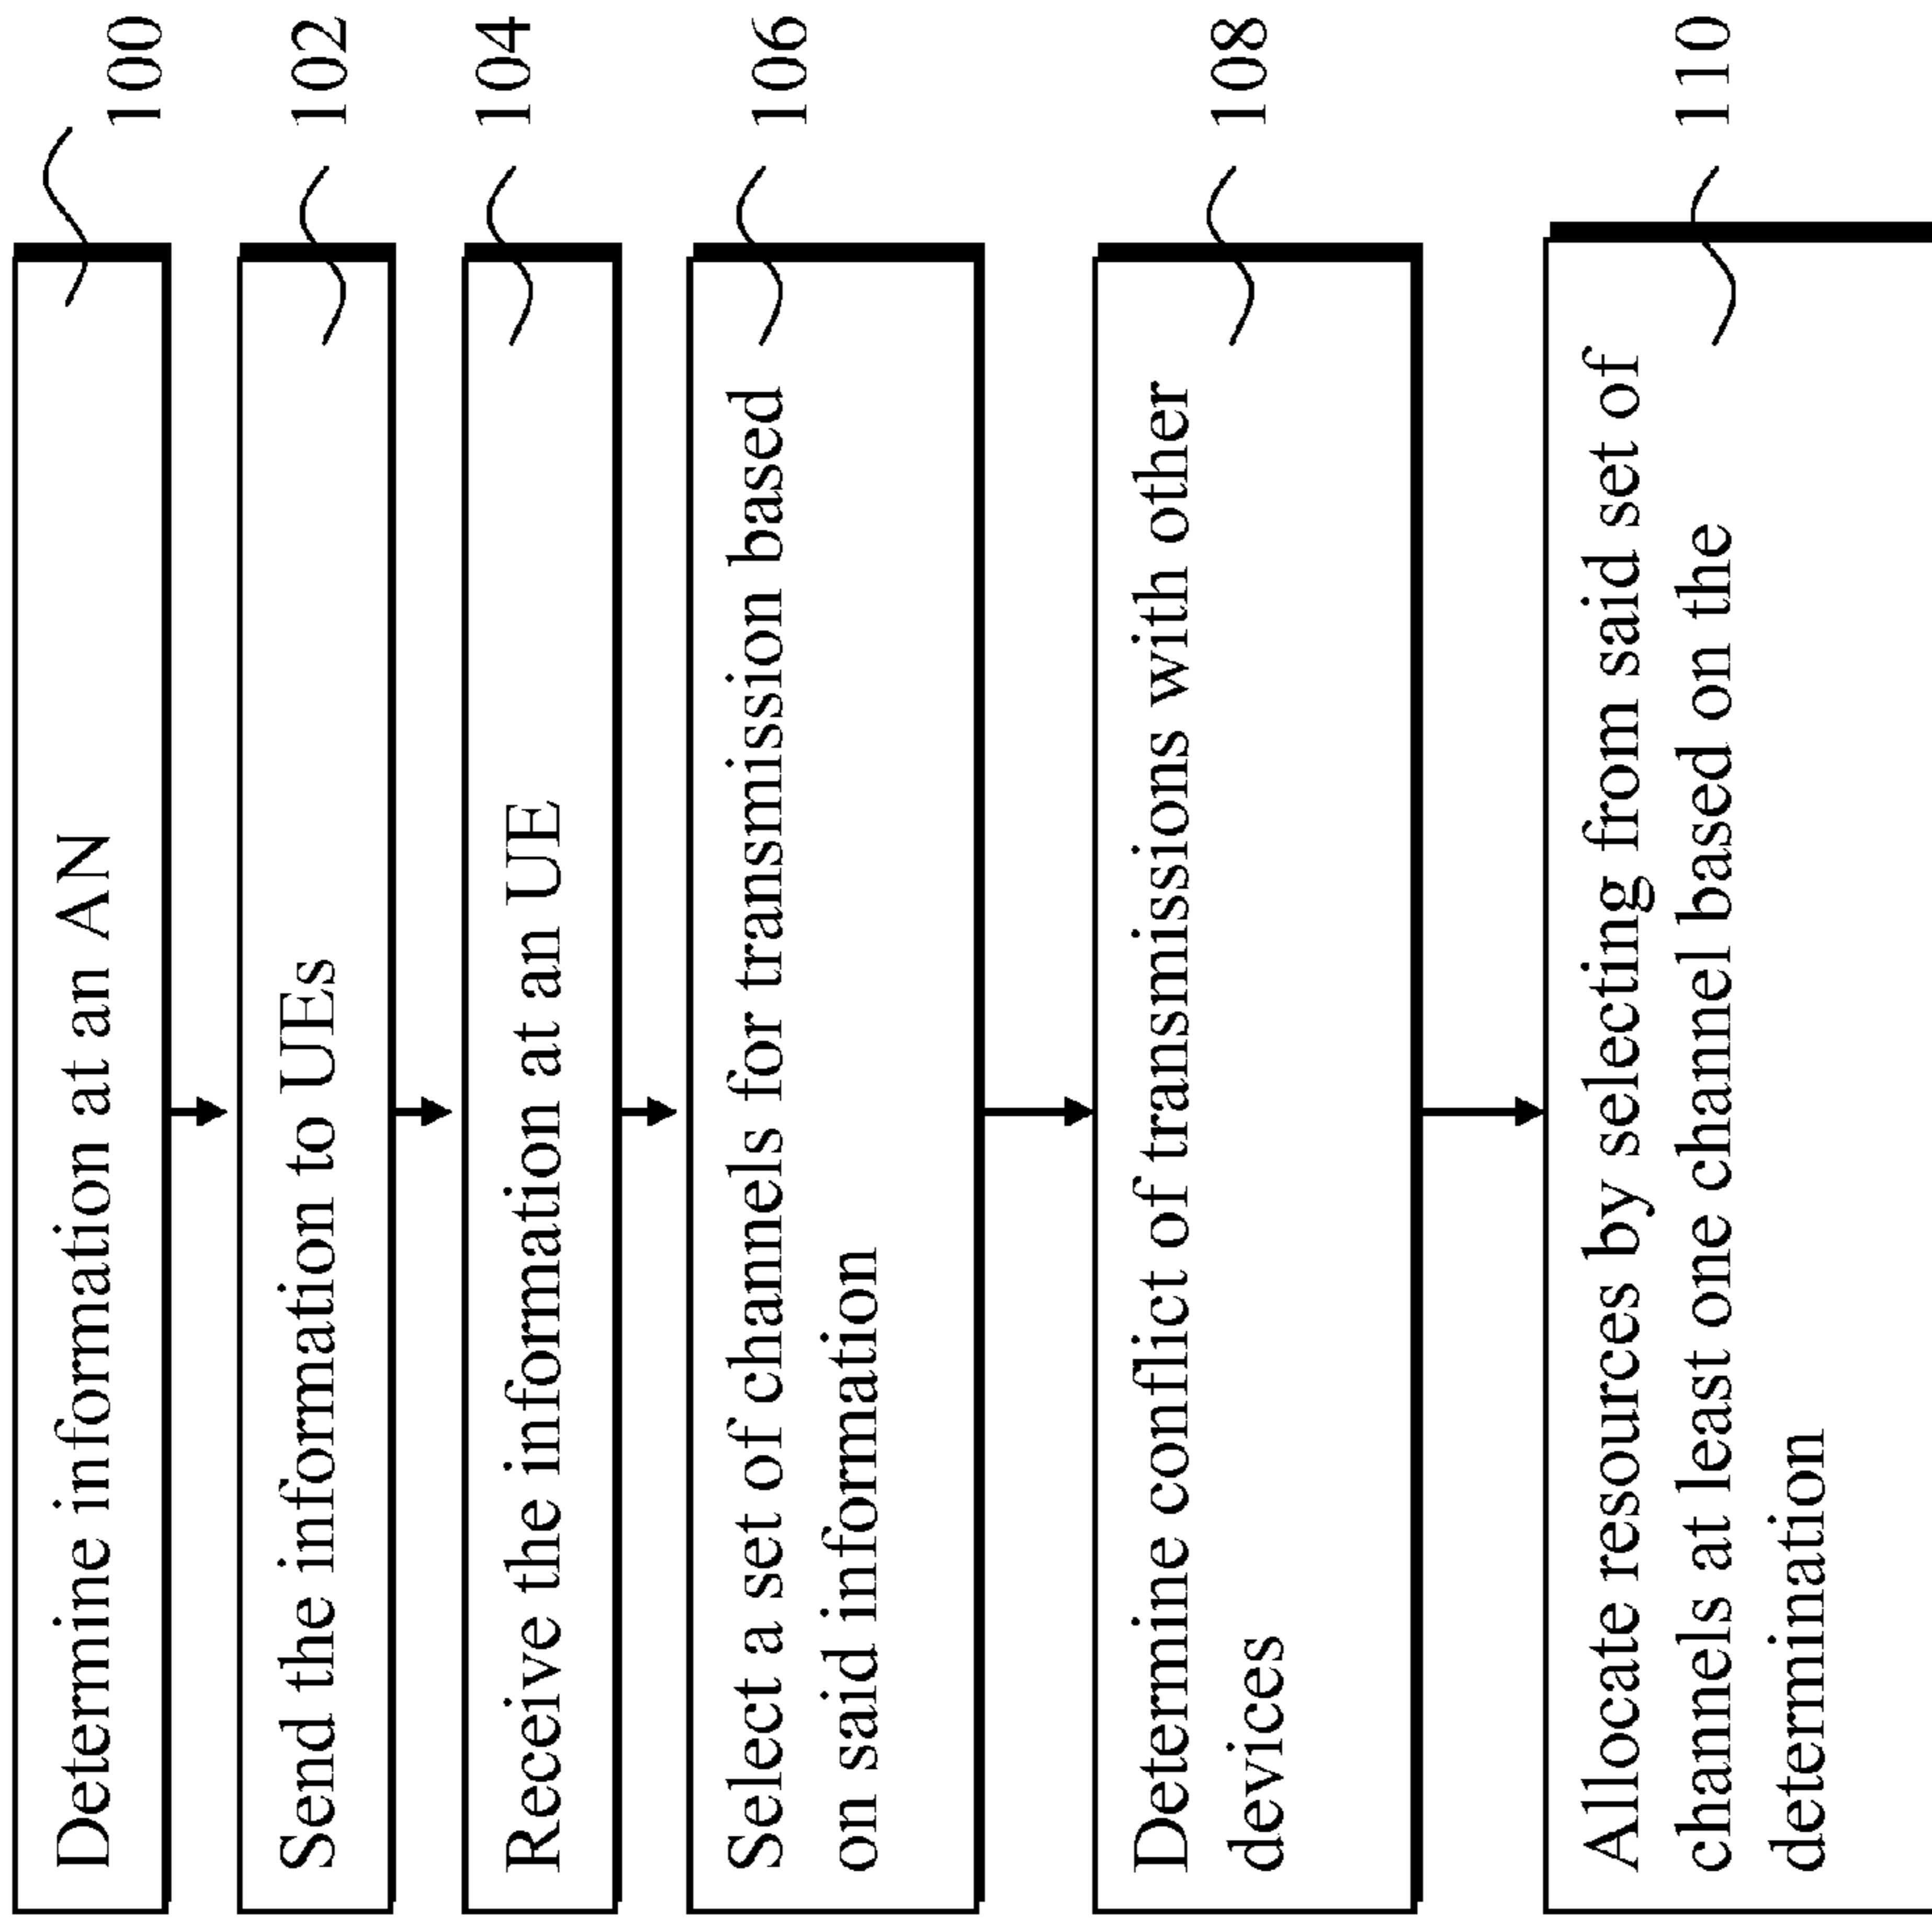 Determine information at an AN
100
Send the information to UEs
102
Receive the information at an UE
104
Select a set of channels for transmission based
on said information
106
Determine conflict of transmissions with other
devices
108
Allocate resources by selecting from said set of
channels at least one channel based on the
determination
110